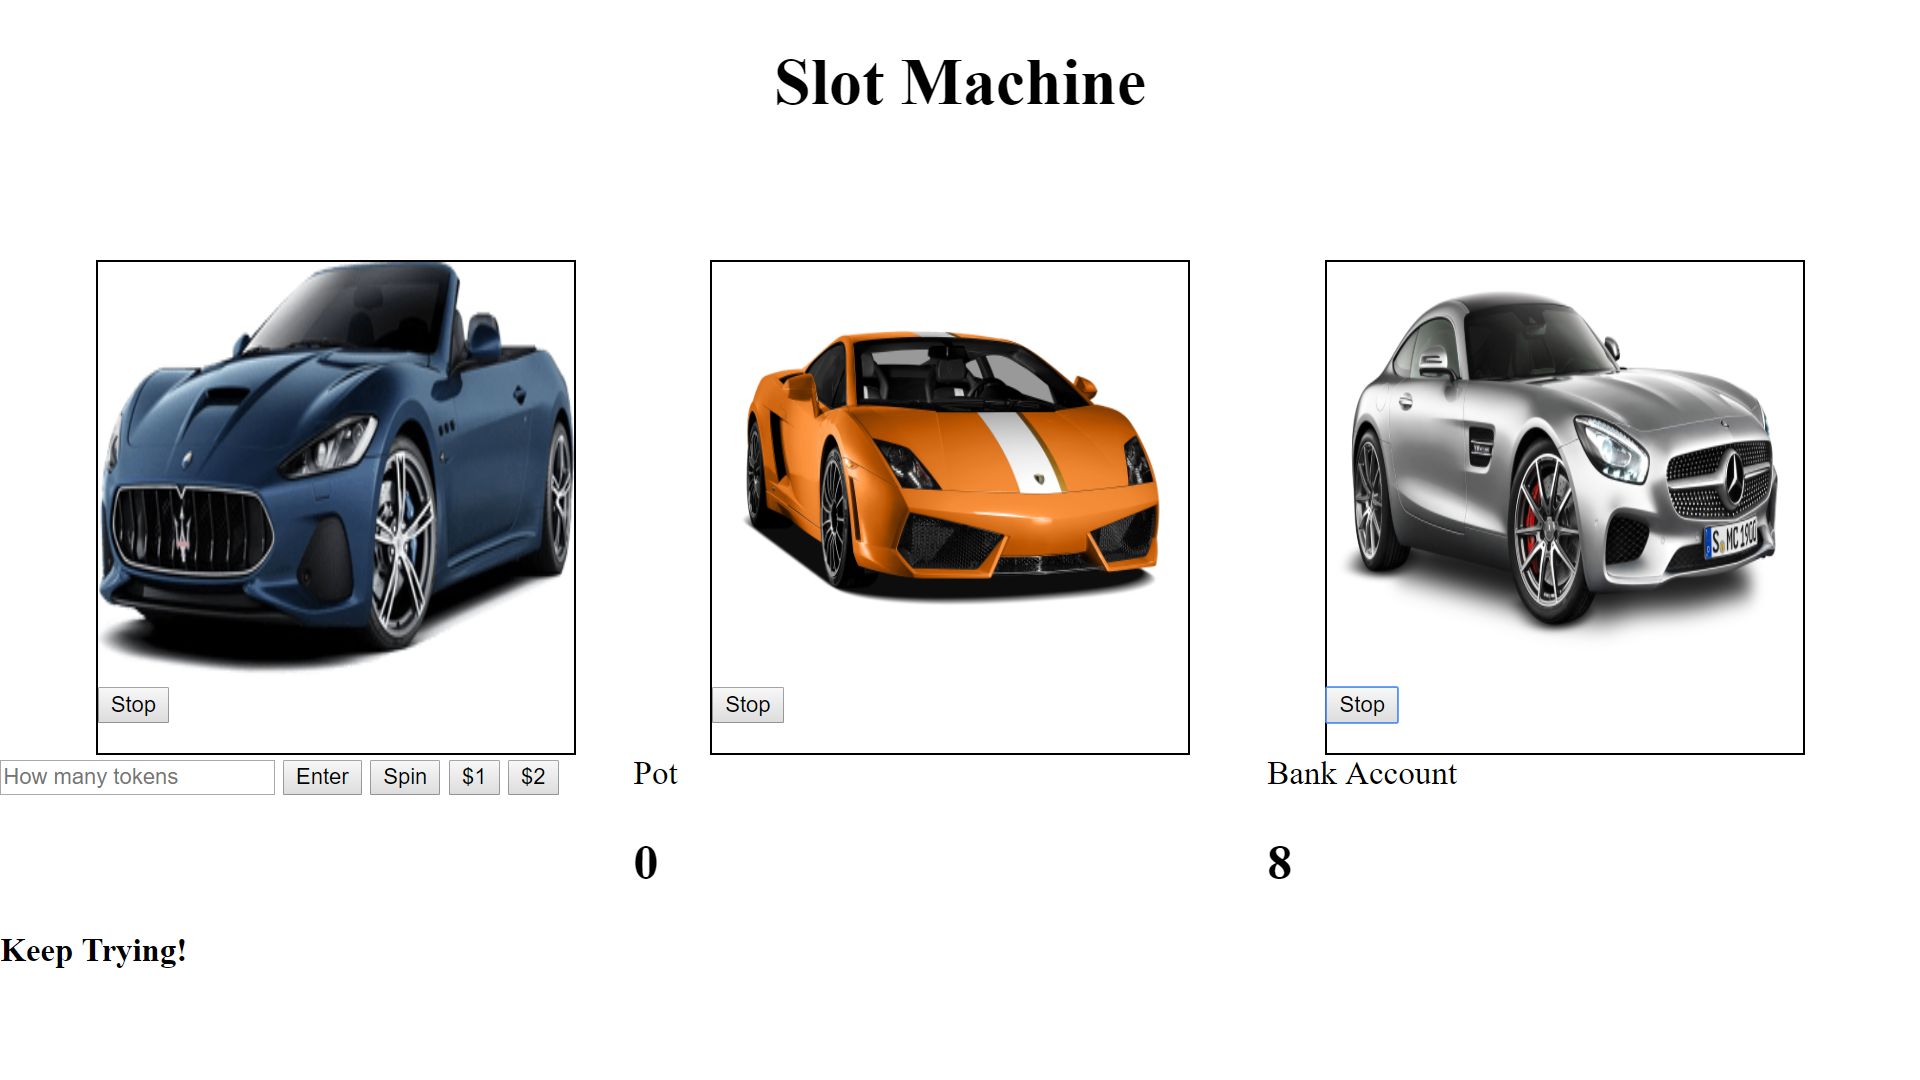 Slot Machine
S MC 1900
Stop
Stop
Stop
How many tokens
Enter
Spin
$1
$2
Pot
Bank Account
0
8
Keep Trying!